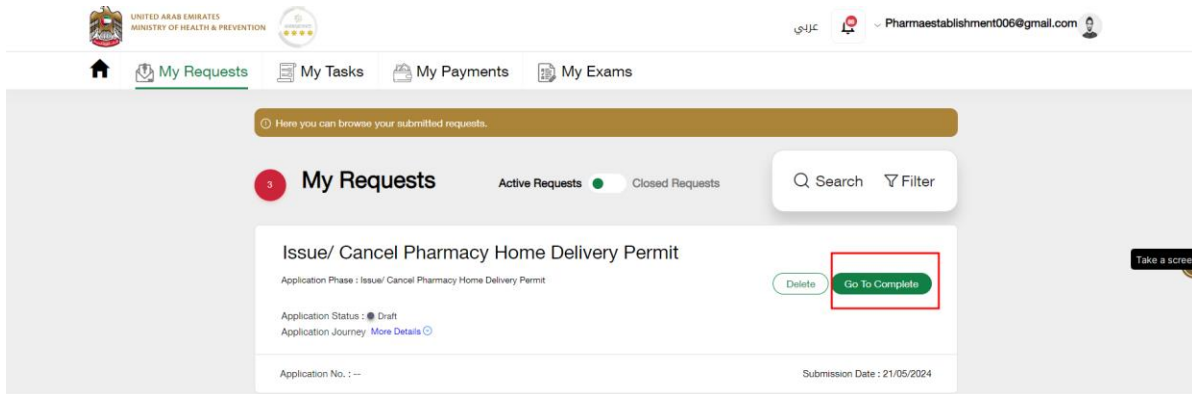 UNITED ARAB EMIRATES
MINISTRY OF HEALTH & PREVENTION
عربي
Pharmaestablishment006@gmail.com
My Requests
My Tasks
My Payments
My Exams
Here you can browse your submitted requests.
3
My Requests
Active Requests
Closed Requests
Search
Filter
Issue/ Cancel Pharmacy Home Delivery Permit
Application Phase : Issue/ Cancel Pharmacy Home Delivery Permit
Delete
Go To Complete
Application Status : Draft
Application Journey More Details
Application No. : --
Submission Date : 21/05/2024
Take a scree